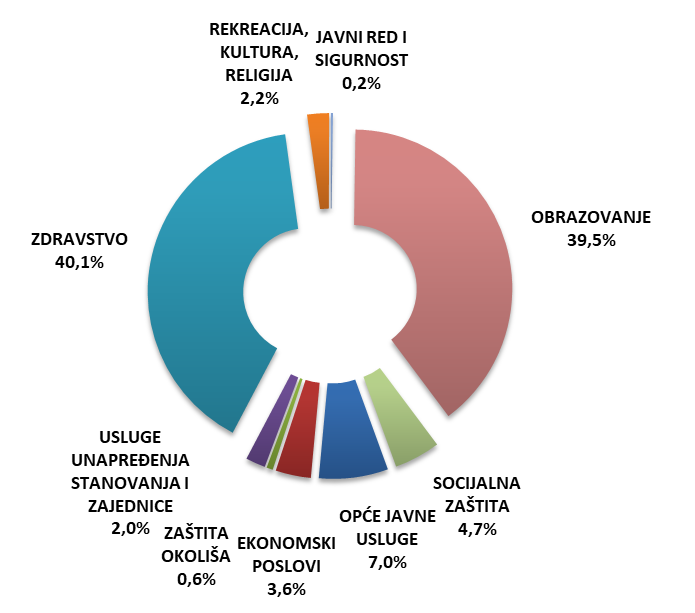 REKREACIJA,
KULTURA,
RELIGIJA
2,2%
JAVNI RED I
SIGURNOST
0,2%
OBRAZOVANJE
39,5%
ZDRAVSTVO
40,1%
SOCIJALNA
ZAŠTITA
4,7%
OPĆE JAVNE
USLUGE
7,0%
EKONOMSKI
POSLOVI
3,6%
ZAŠTITA
OKOLIŠA
0,6%
USLUGE
UNAPREĐENJA
STANOVANJA I
ZAJEDNICE
2,0%